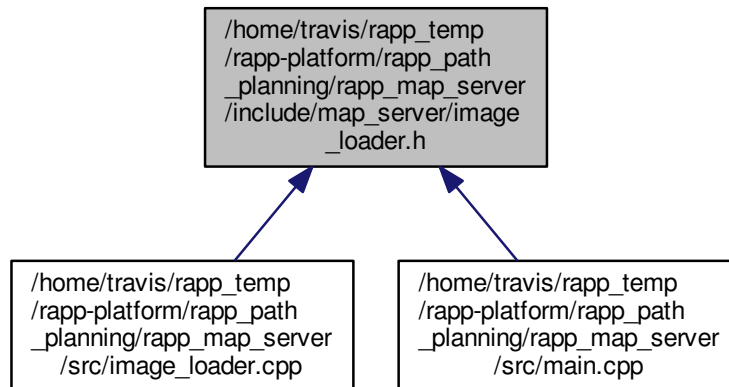 /home/travis/rapp_temp
/rapp-platform/rapp_path
_planning/rapp_map_server
/include/map_server/image
_loader.h
/home/travis/rapp_temp
/rapp-platform/rapp_path
_planning/rapp_map_server
/src/image_loader.cpp
/home/travis/rapp_temp
/rapp-platform/rapp_path
_planning/rapp_map_server
/src/main.cpp